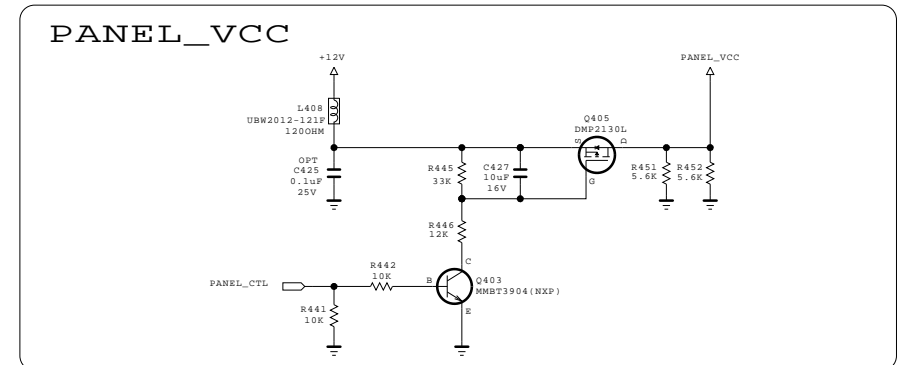 PANEL_VCC
+12V
PANEL_VCC
L408
UBW2012-121F
120OHM
Q405
DMP2130L
S
D
G
OPT
C425
0.1uF
25V
R445
33K
C427
10uF
16V
R451
5.6K
R452
5.6K
R446
12K
C
R442
10K
B
Q403
MMBT3904(NXP)
E
PANEL_CTL
R441
10K